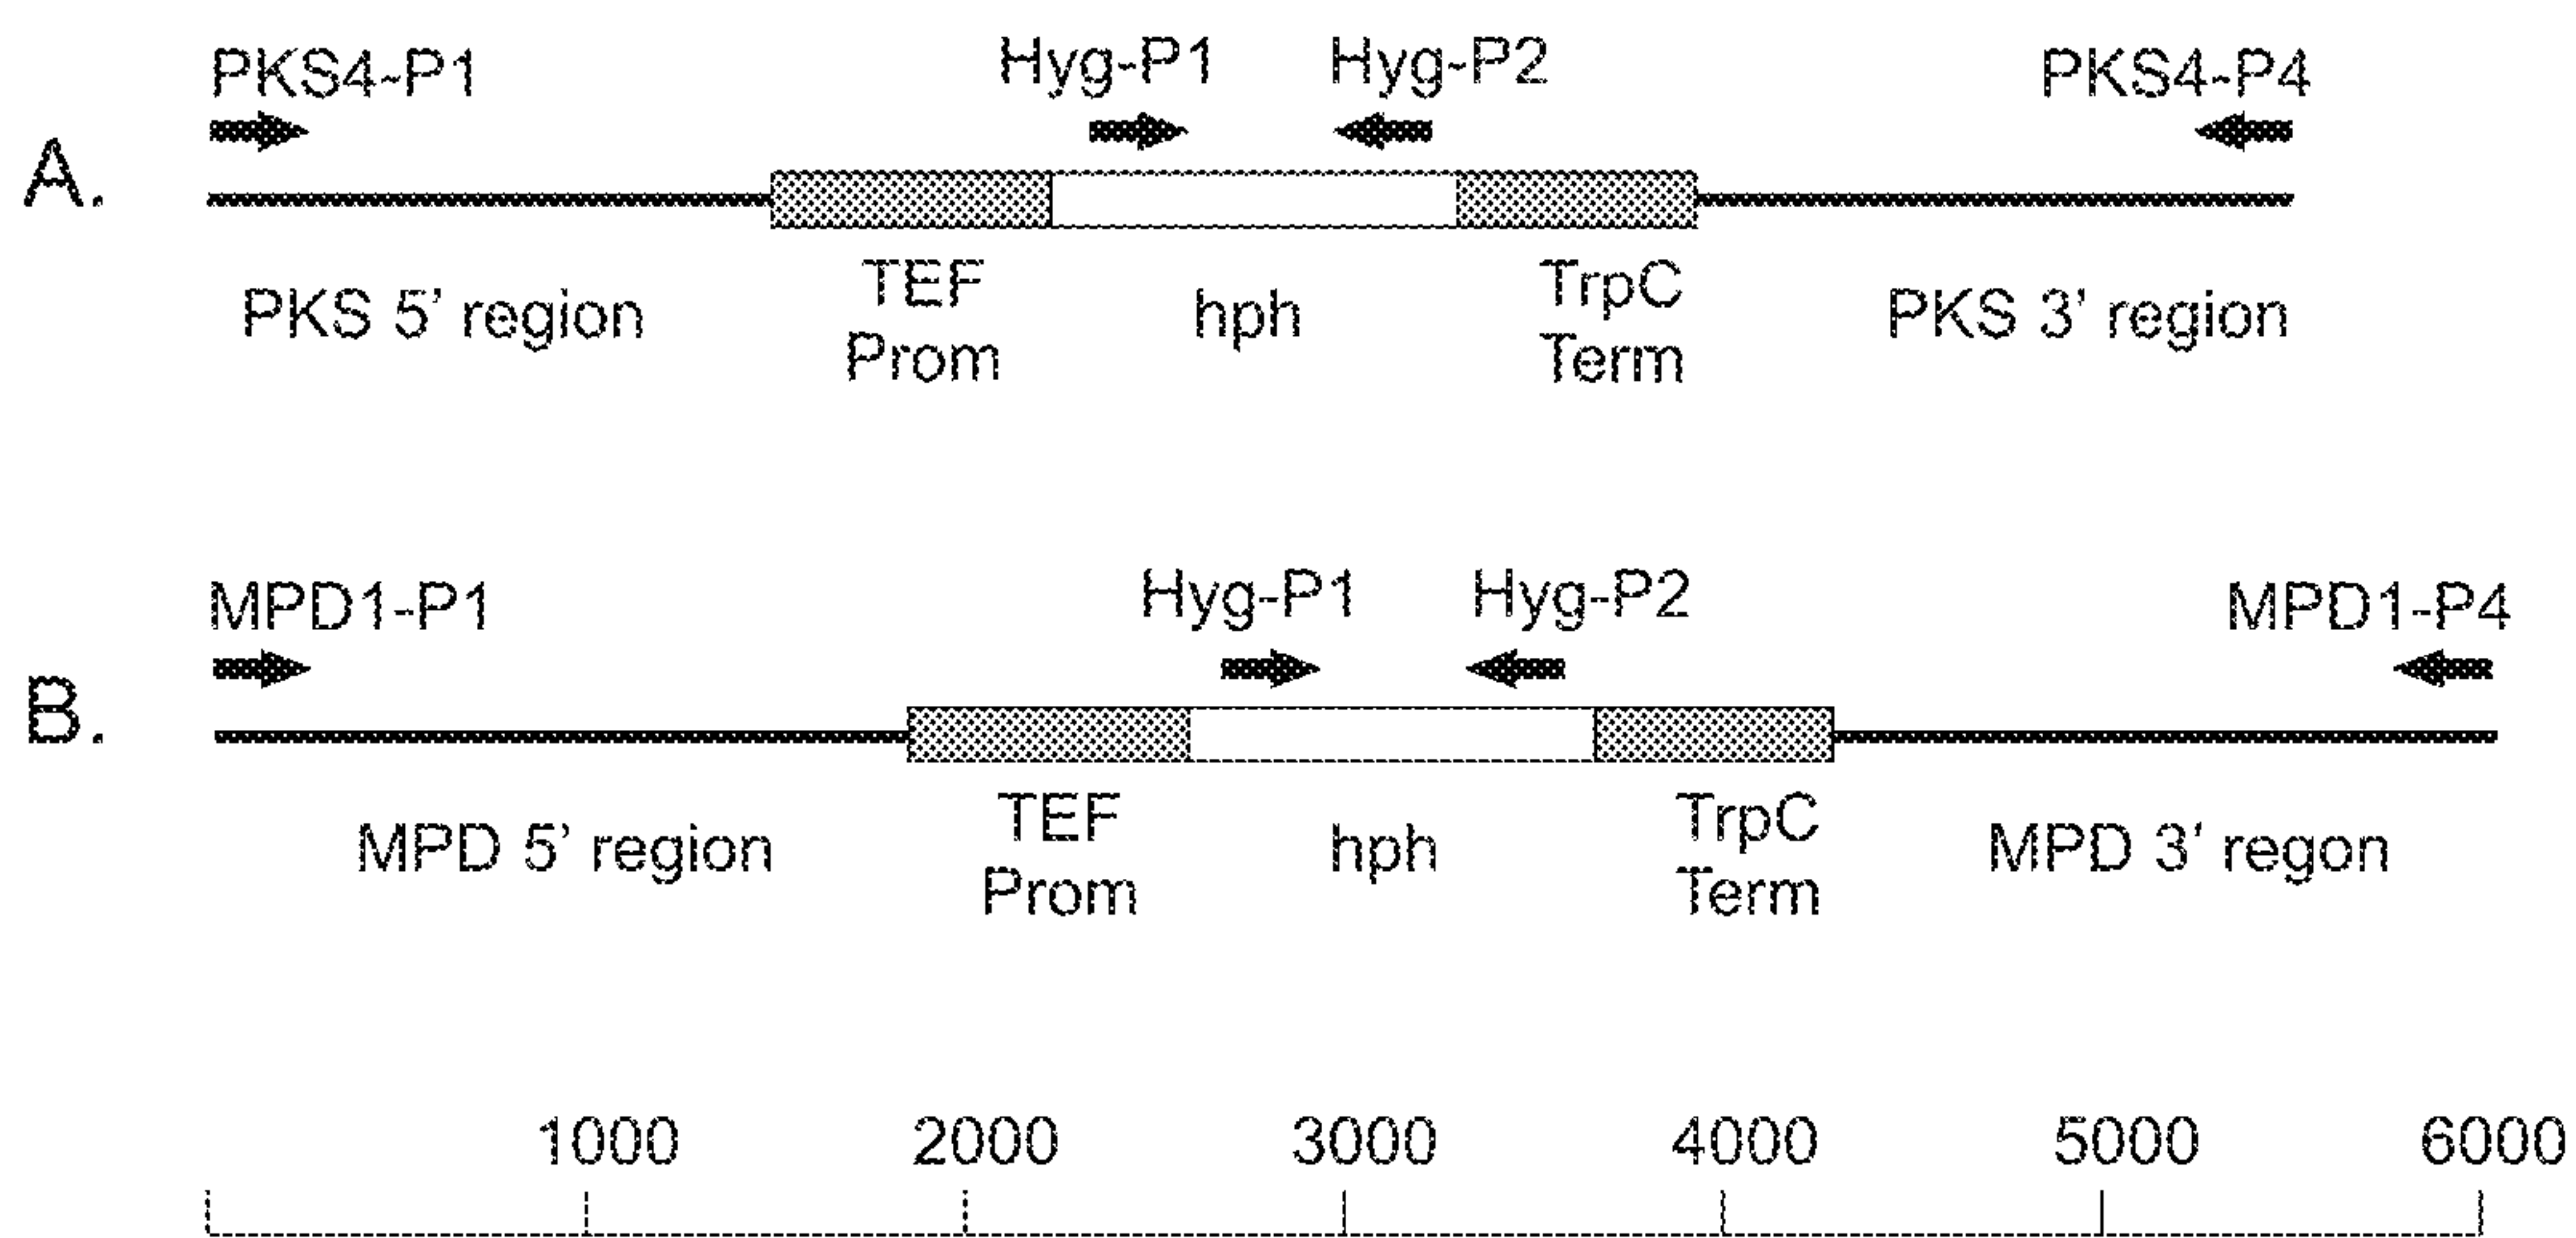 PKS4-P1 Hyg-P1 Hyg-P2 PKS4-P4
A.
PKS 5’ region TEF Prom hph TrpC Term PKS 3’ region
MPD1-P1 Hyg-P1 Hyg-P2 MPD1-P4
B.
MPD 5’ region TEF Prom hph TrpC Term MPD 3’ regon
1000 2000 3000 4000 5000 6000